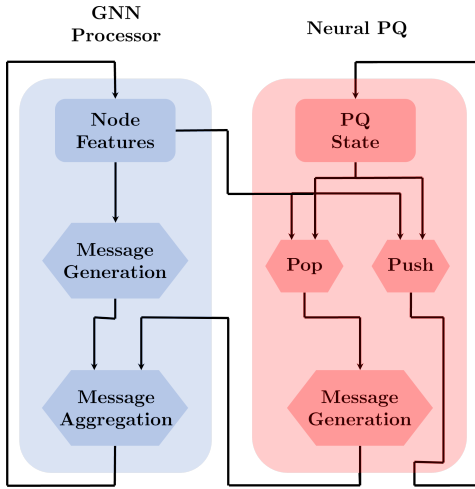 GNN
Processor
Neural PQ
Node
Features
PQ
State
Message
Generation
Pop
Push
Message
Aggregation
Message
Generation